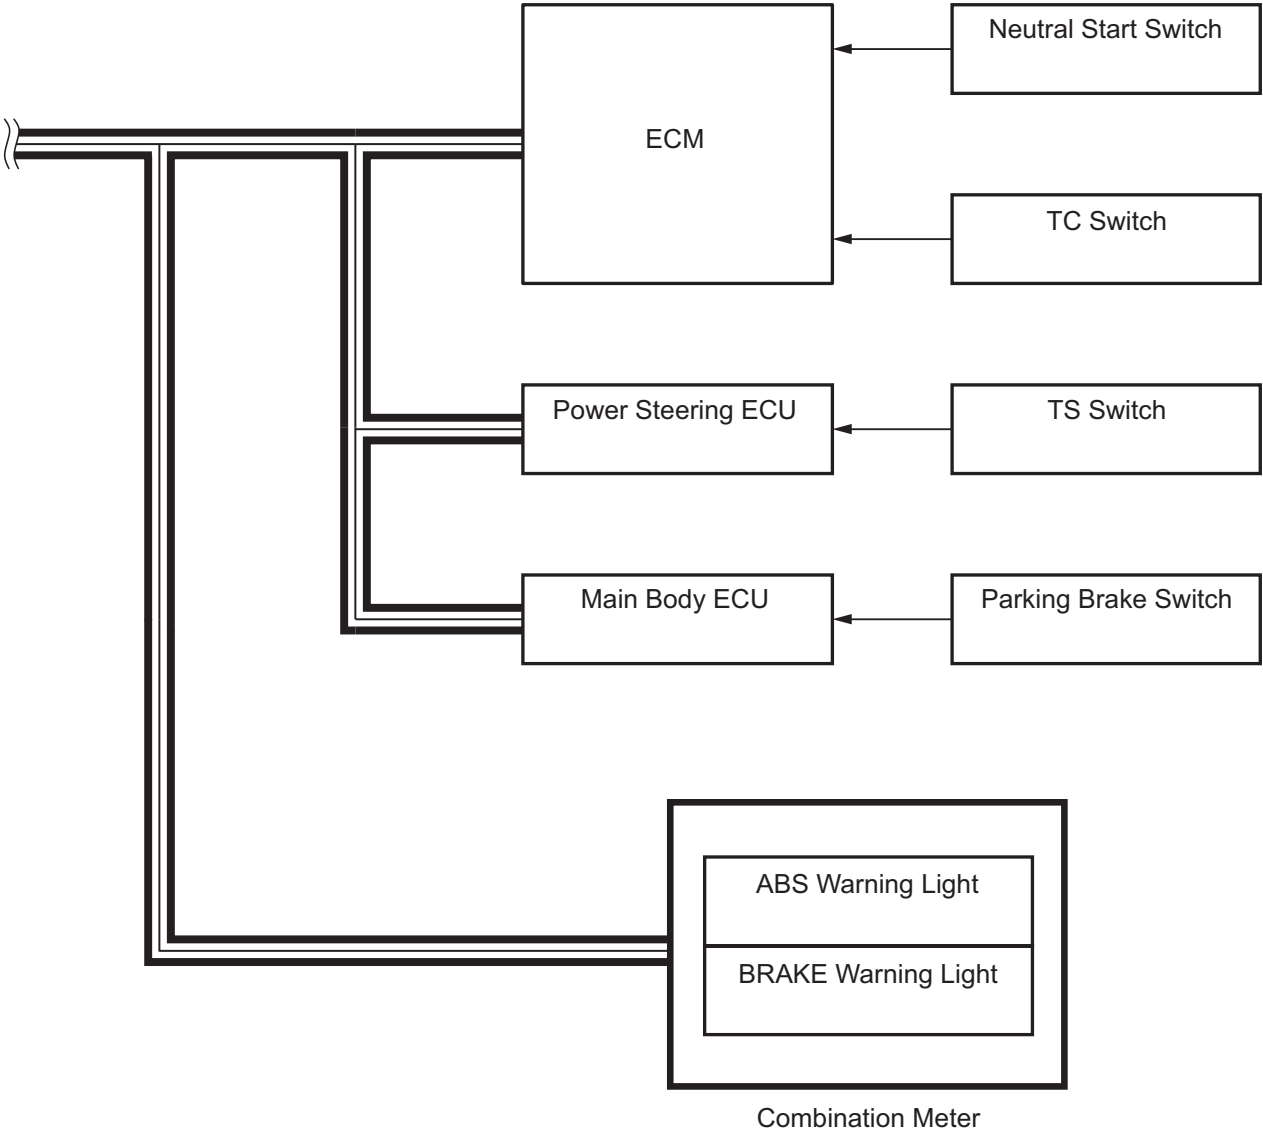 Neutral Start Switch
ECM
TC Switch
Power Steering ECU
TS Switch
Main Body ECU
Parking Brake Switch
ABS Warning Light
BRAKE Warning Light
Combination Meter